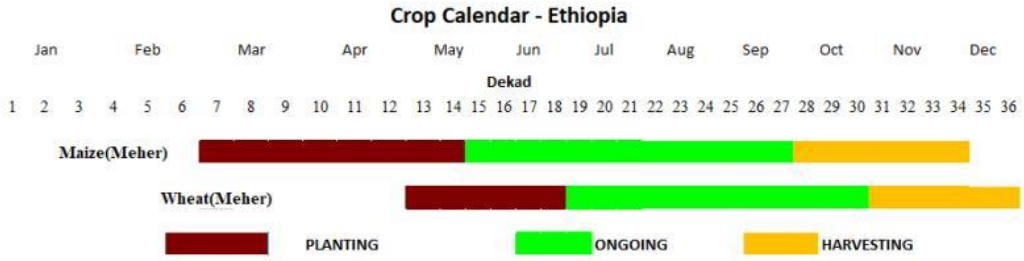 Crop Calendar - Ethiopia
Jan Feb Mar Apr May Jun Jul Aug Sep Oct Nov Dec
Dekad
1 2 3 4 5 6 7 8 9 10 11 12 13 14 15 16 17 18 19 20 21 22 23 24 25 26 27 28 29 30 31 32 33 34 35 36
Maize(Meher)
Wheat(Meher)
PLANTING ONGOING HARVESTING